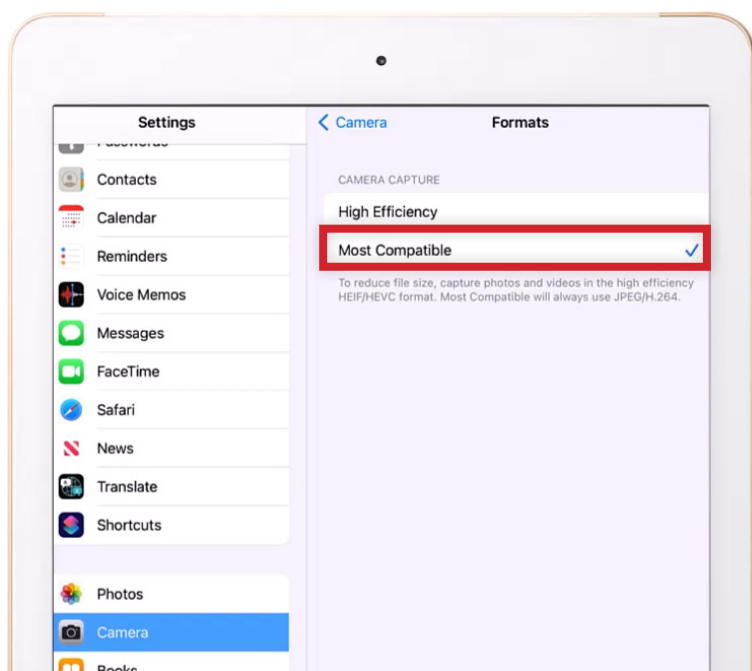 Settings
Contacts
Calendar
Reminders
Voice Memos
Messages
FaceTime
Safari
News
Translate
Shortcuts
Photos
Camera
Books
Camera
Formats
CAMERA CAPTURE
High Efficiency
Most Compatible
To reduce file size, capture photos and videos in the high efficiency
HEIF/HEVC format. Most Compatible will always use JPEG/H.264.